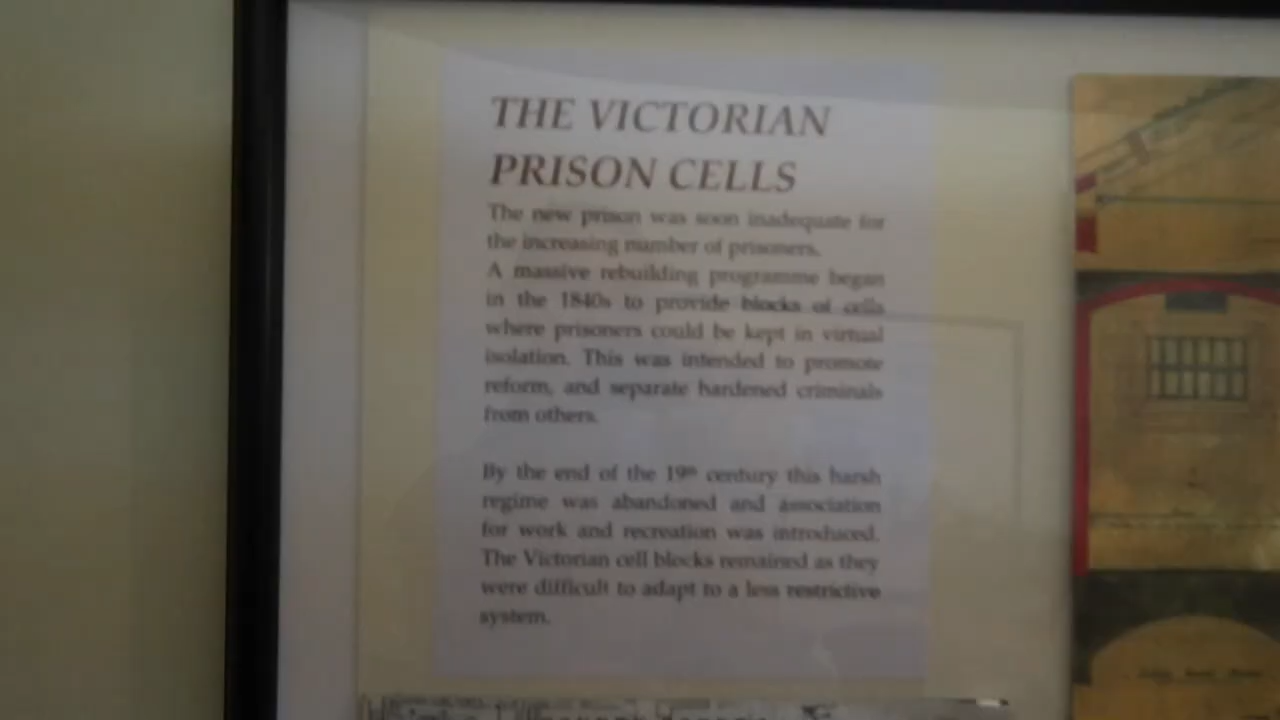 THE VICTORIAN
PRISON CELLS
The new prison was soon inadequate for
the increasing number of prisoners.
A massive rebuilding programme began
in the 1840s to provide blocks of cells
where prisoners could be kept in virtual
isolation. This was intended to promote
reform, and separate hardened criminals
from others.
By the end of the 19th century this harsh
regime was abandoned and association
for work and recreation was introduced.
The Victorian cell blocks remained as they
were difficult to adapt to a less restrictive
system.